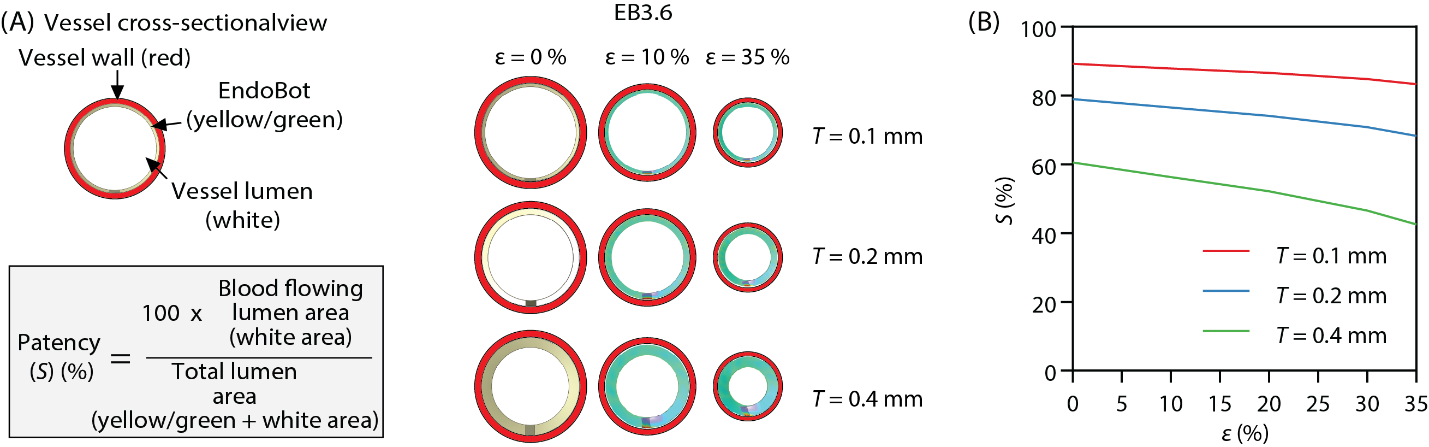 (A) Vessel cross-sectionalview
Vessel wall (red)
EndoBot
(yellow/green)
Vessel lumen
(white)
Patency
(S) (%)
=
100 x
Blood flowing
lumen area
(white area)
Total lumen
area
(yellow/green + white area)
EB3.6
ε = 0 % ε = 10 % ε = 35 %
T = 0.1 mm
T = 0.2 mm
T = 0.4 mm
(B)
S (%)
100
80
60
40
20
0
T = 0.1 mm
T = 0.2 mm
T = 0.4 mm
0 5 10 15 20 25 30 35
ε (%)